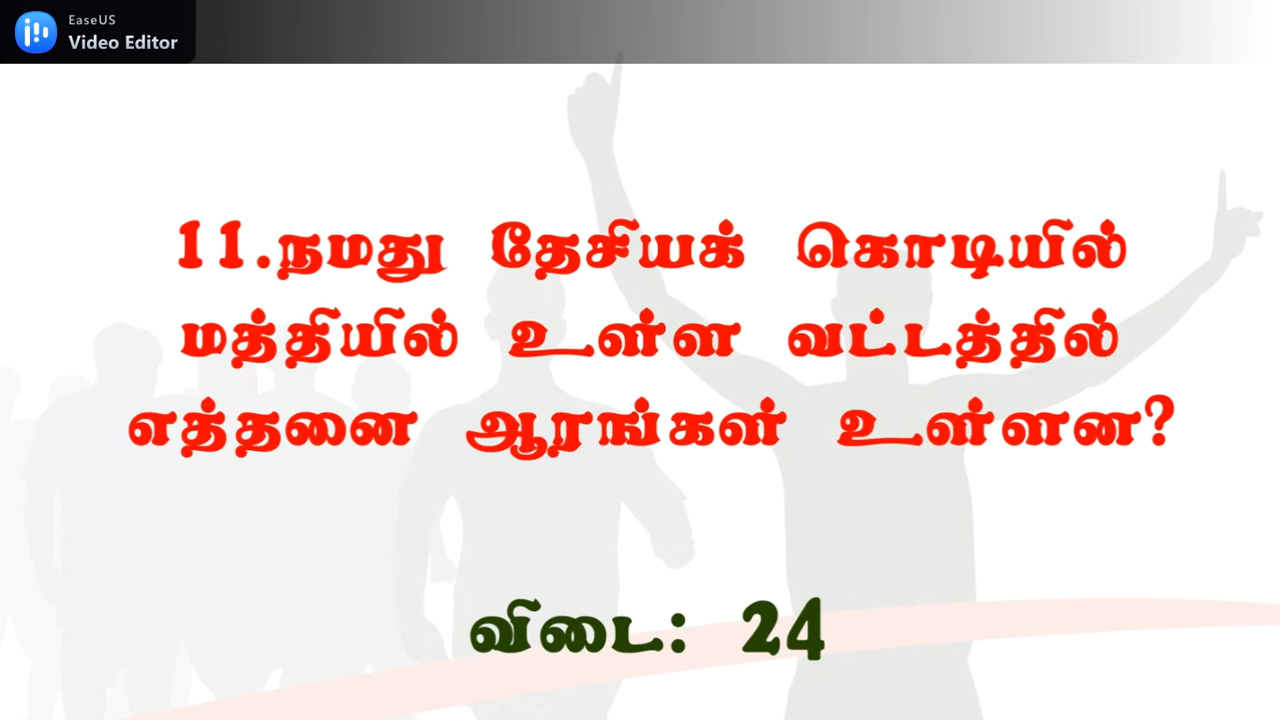 EaseUS
Video Editor
11.நமது தேசியக் கொடியில்
மத்தியில் உள்ள வட்டத்தில்
எத்தனை ஆரங்கள் உள்ளன?
விடை: 24